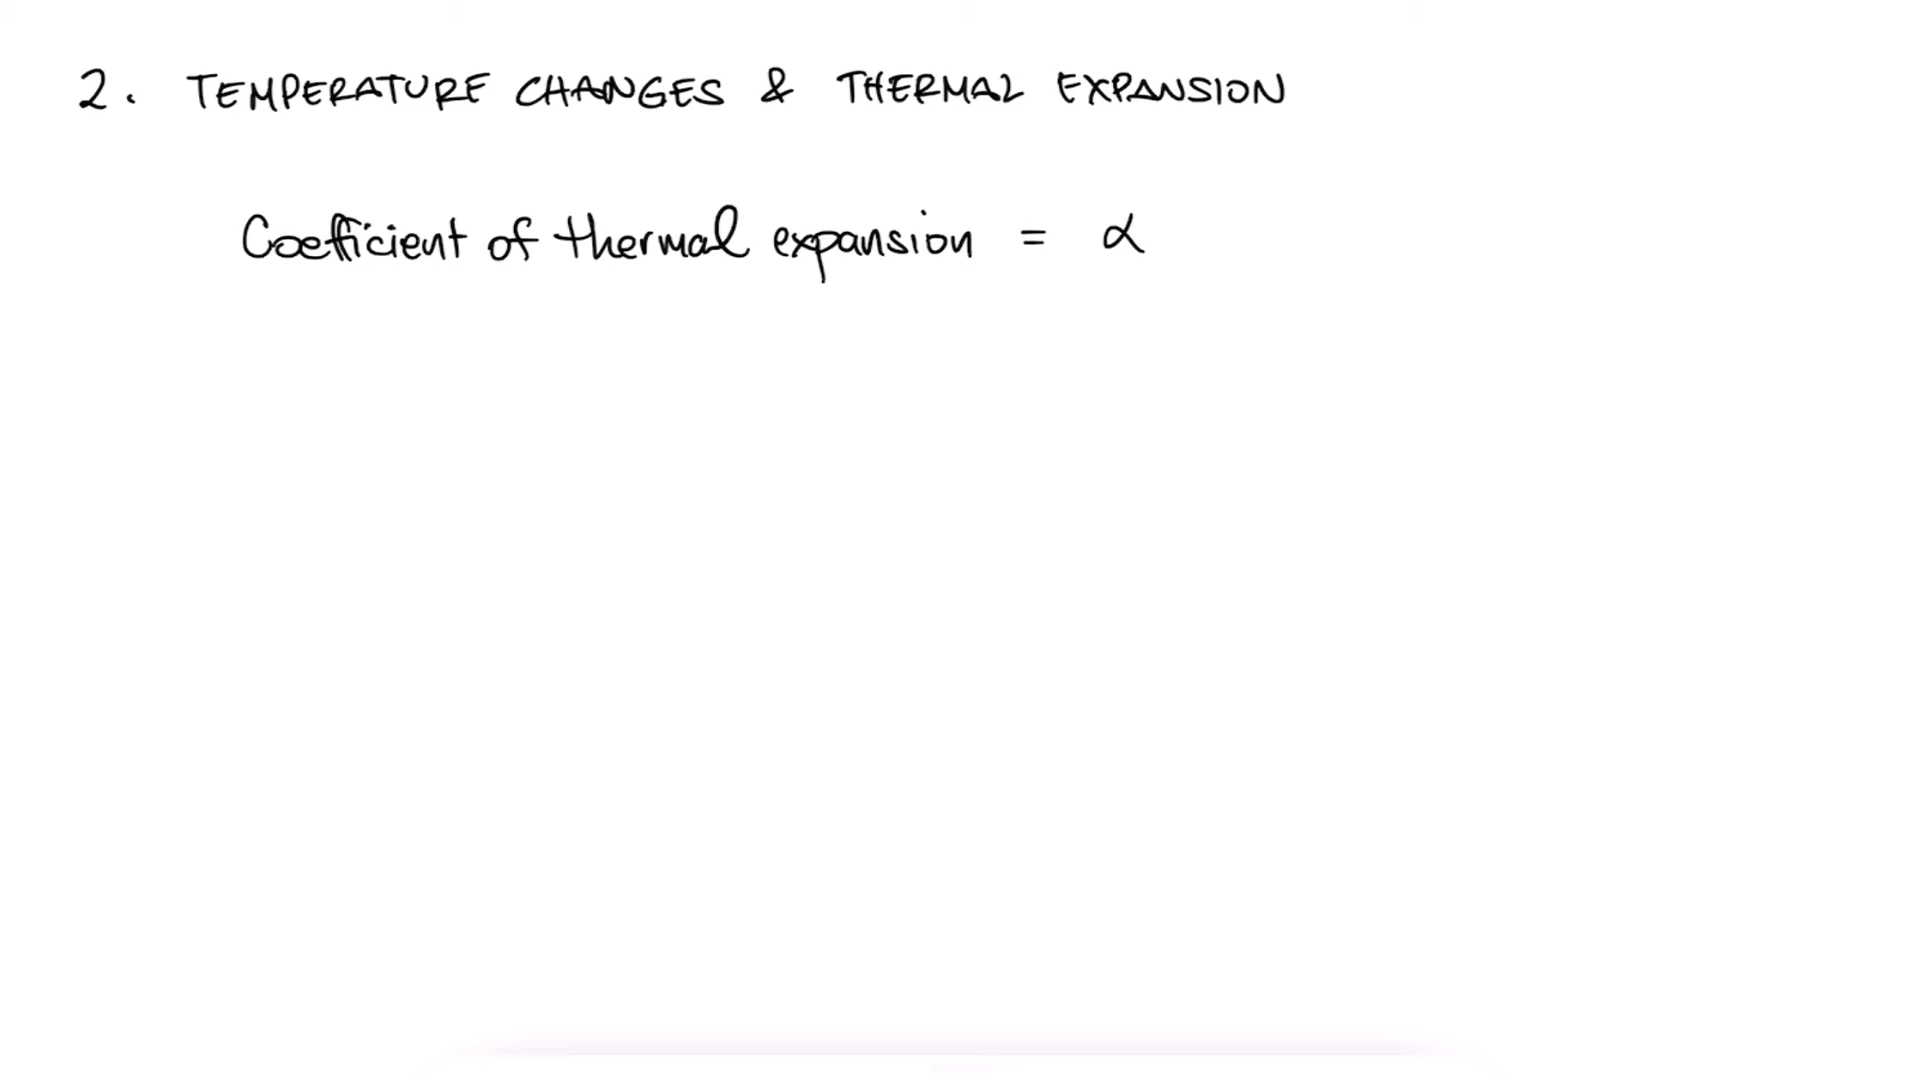 2. TEMPERATURE CHANGES & THERMAL EXPANSION
Coefficient of thermal expansion = α